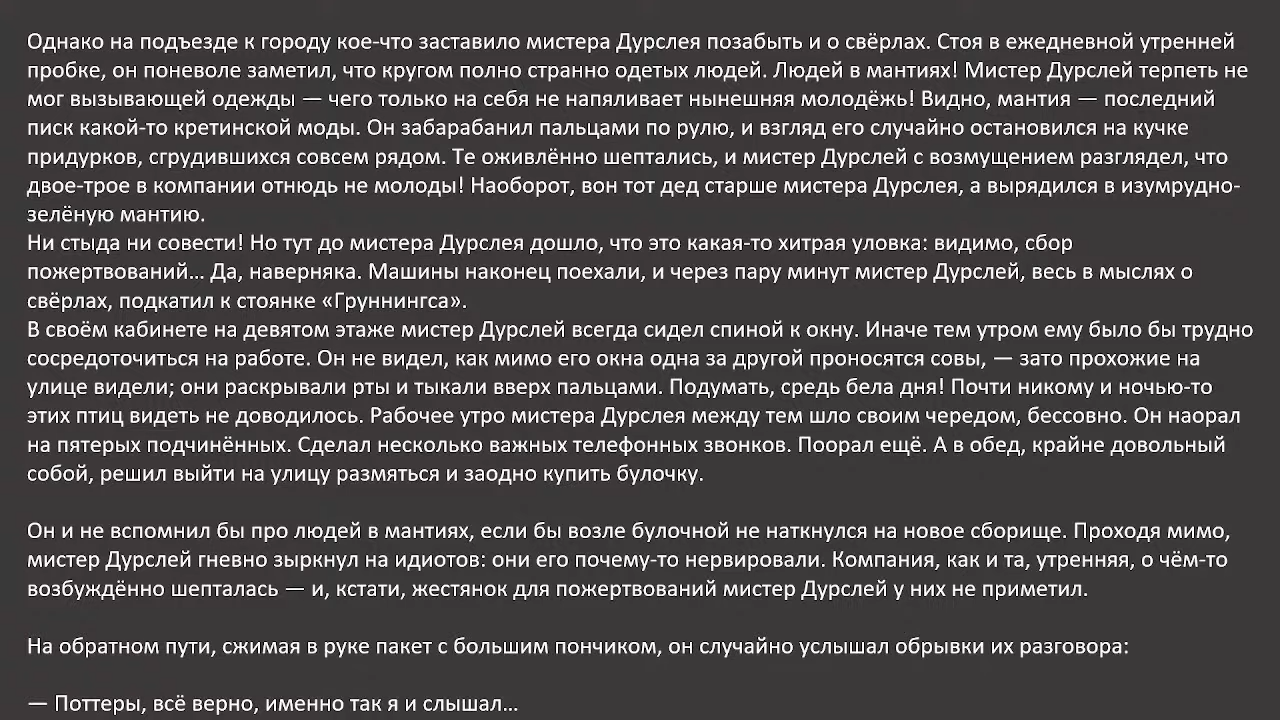 Однако на подъезде к городу кое-что заставило мистера Дурслея позабыть и о свёрлах. Стоя в ежедневной утренней
пробке, он поневоле заметил, что кругом полно странно одетых людей. Людей в мантиях! Мистер Дурслей терпеть не
мог вызывающей одежды — чего только на себя не напяливает нынешняя молодёжь! Видно, мантия — последний
писк какой-то кретинской моды. Он забарабанил пальцами по рулю, и взгляд его случайно остановился на кучке
придурков, сгрудившихся совсем рядом. Те оживлённо шептались, и мистер Дурслей с возмущением разглядел, что
двое-трое в компании отнюдь не молоды! Наоборот, вон тот дед старше мистера Дурслея, а вырядился в изумрудно-
зелёную мантию.
Ни стыда ни совести! Но тут до мистера Дурслея дошло, что это какая-то хитрая уловка: видимо, сбор
пожертвований… Да, наверняка. Машины наконец поехали, и через пару минут мистер Дурслей, весь в мыслях о
свёрлах, подкатил к стоянке «Груннингса».
В своём кабинете на девятом этаже мистер Дурслей всегда сидел спиной к окну. Иначе тем утром ему было бы трудно
сосредоточиться на работе. Он не видел, как мимо его окна одна за другой проносятся совы, — зато прохожие на
улице видели; они раскрывали рты и тыкали вверх пальцами. Подумать, средь бела дня! Почти никому и ночью-то
этих птиц видеть не доводилось. Рабочее утро мистера Дурслея между тем шло своим чередом, бессовно. Он наорал
на пятерых подчинённых. Сделал несколько важных телефонных звонков. Поорал ещё. А в обед, крайне довольный
собой, решил выйти на улицу размяться и заодно купить булочку.
Он и не вспомнил бы про людей в мантиях, если бы возле булочной не наткнулся на новое сборище. Проходя мимо,
мистер Дурслей гневно зыркнул на идиотов: они его почему-то нервировали. Компания, как и та, утренняя, о чём-то
возбуждённо шепталась — и, кстати, жестянок для пожертвований мистер Дурслей у них не приметил.
На обратном пути, сжимая в руке пакет с большим пончиком, он случайно услышал обрывки их разговора:
— Поттеры, всё верно, именно так я и слышал…